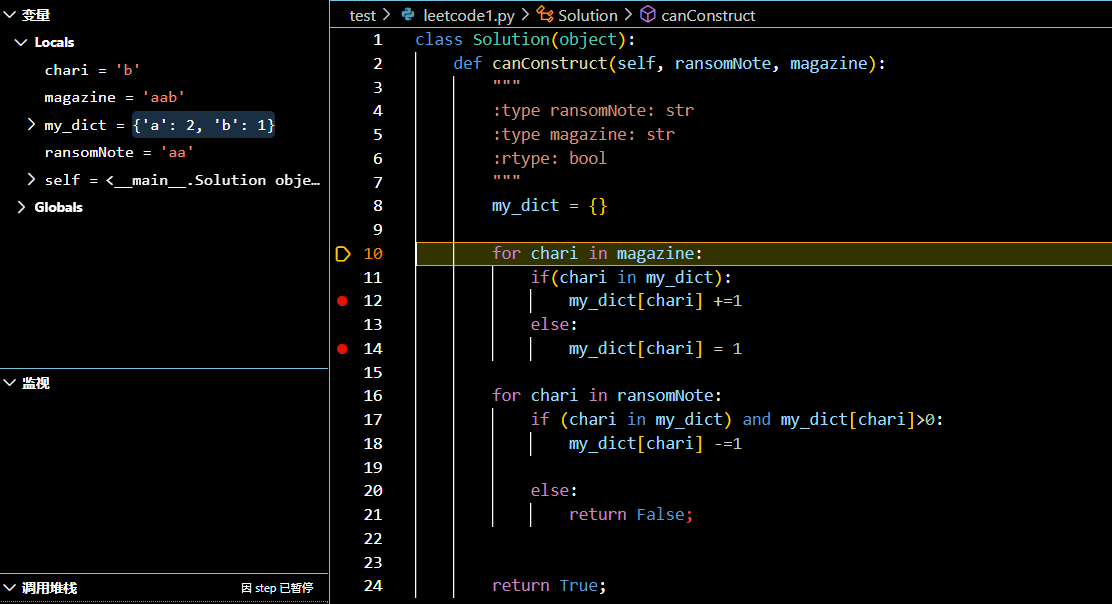 变量
Locals
chari = 'b'
magazine = 'aab'
my_dict = {'a': 2, 'b': 1}
ransomNote = 'aa'
self = <__main__.Solution obje…
Globals
监视
调用堆栈
因 step 已暂停
test > leetcode1.py > Solution > canConstruct
1 class Solution(object):
2 def canConstruct(self, ransomNote, magazine):
3 """
4 :type ransomNote: str
5 :type magazine: str
6 :rtype: bool
7 """
8 my_dict = {}
9
10 for chari in magazine:
11 if(chari in my_dict):
12 my_dict[chari] +=1
13 else:
14 my_dict[chari] = 1
15
16 for chari in ransomNote:
17 if (chari in my_dict) and my_dict[chari]>0:
18 my_dict[chari] -=1
19
20 else:
21 return False;
22
23
24 return True;